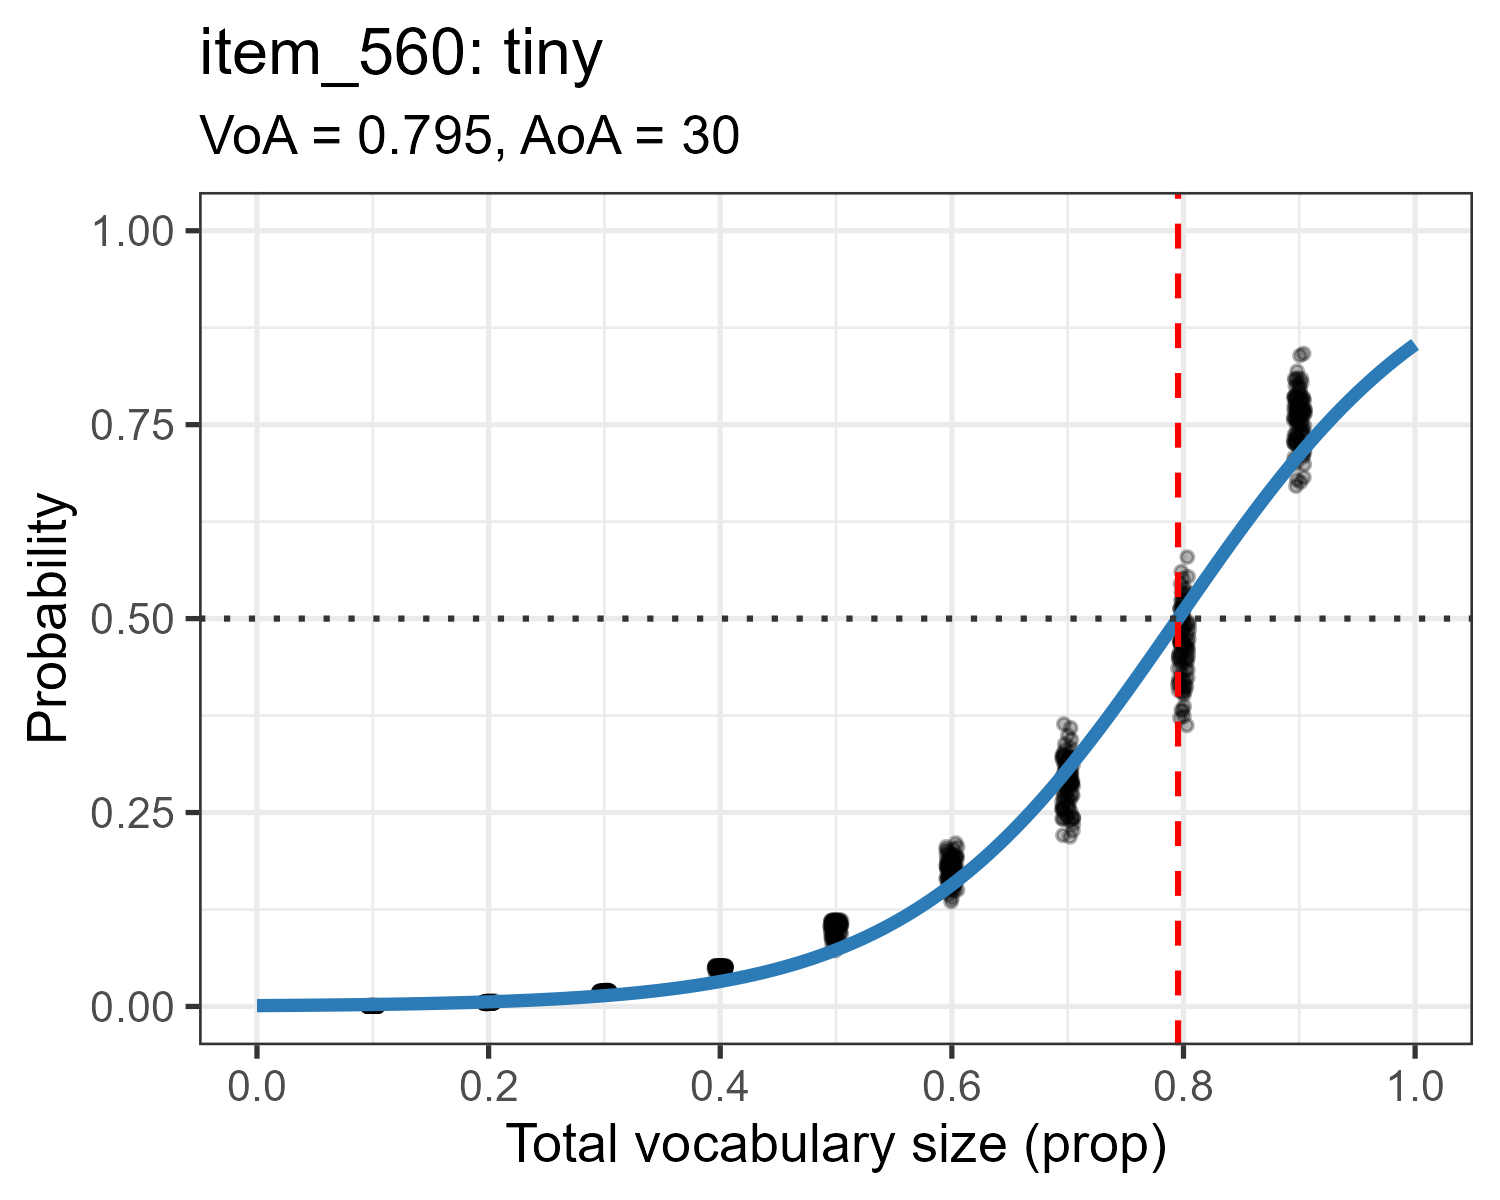 item_560: tiny
VoA = 0.795, AoA = 30
1.00
0.75
0.50
0.25
0.00
Probability
0.0 0.2 0.4 0.6 0.8 1.0
Total vocabulary size (prop)